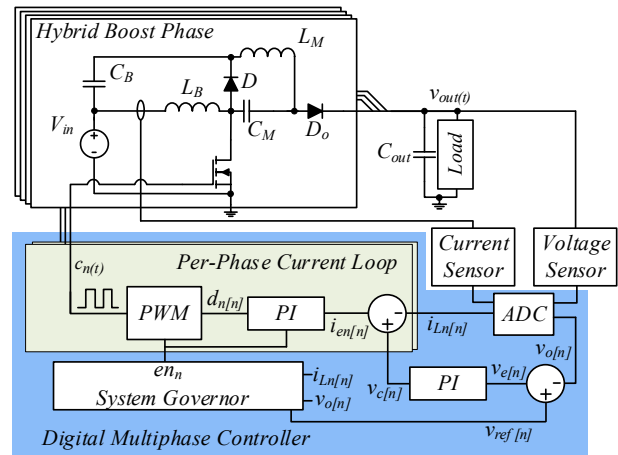 Hybrid Boost Phase
L_M
C_B
L_B
D
v_out(t)
V_in
C_M
D_o
C_out
Load
+
-
Current Sensor
Voltage Sensor
Per-Phase Current Loop
c_n(t)
PWM
d_n[n]
PI
i_en[n]
+
-
i_Ln[n]
ADC
v_o[n]
en_n
i_Ln[n]
v_o[n]
System Governor
v_c[n]
PI
v_e[n]
+
-
v_ref[n]
Digital Multiphase Controller